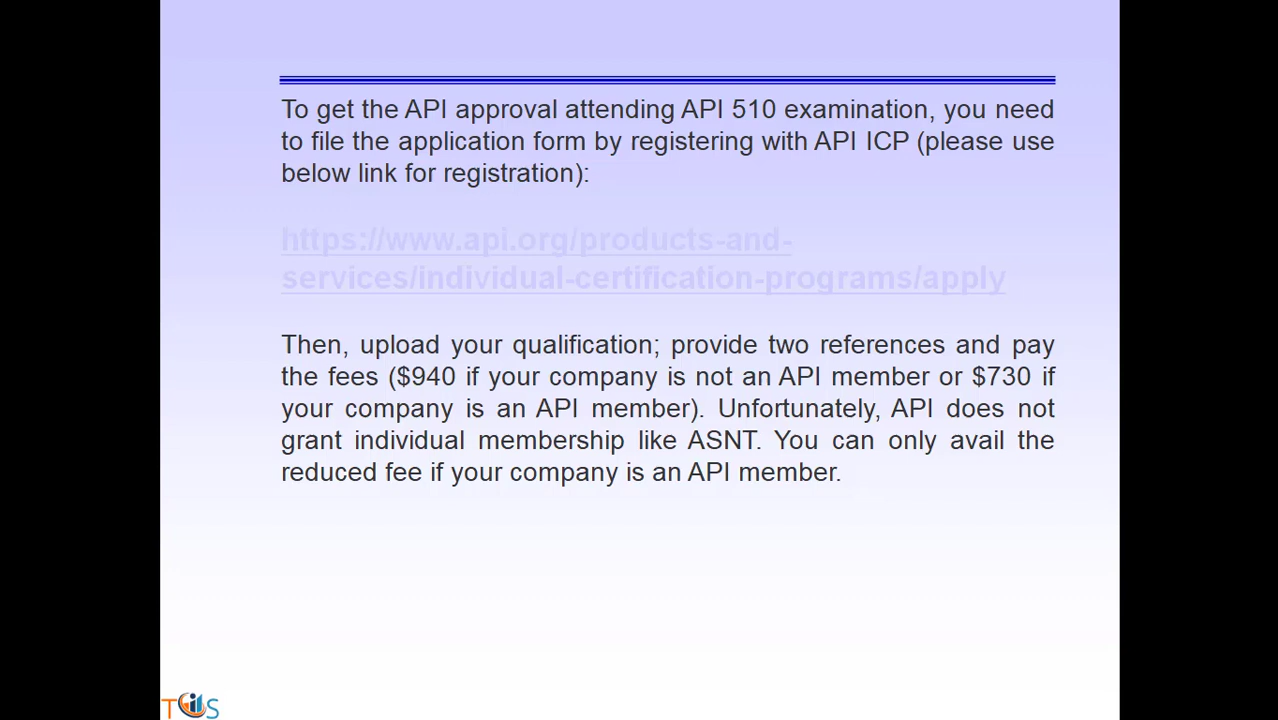 To get the API approval attending API 510 examination, you need
to file the application form by registering with API ICP (please use
below link for registration):
https://www.api.org/products-and-
services/individual-certification-programs/apply
Then, upload your qualification; provide two references and pay
the fees ($940 if your company is not an API member or $730 if
your company is an API member). Unfortunately, API does not
grant individual membership like ASNT. You can only avail the
reduced fee if your company is an API member.